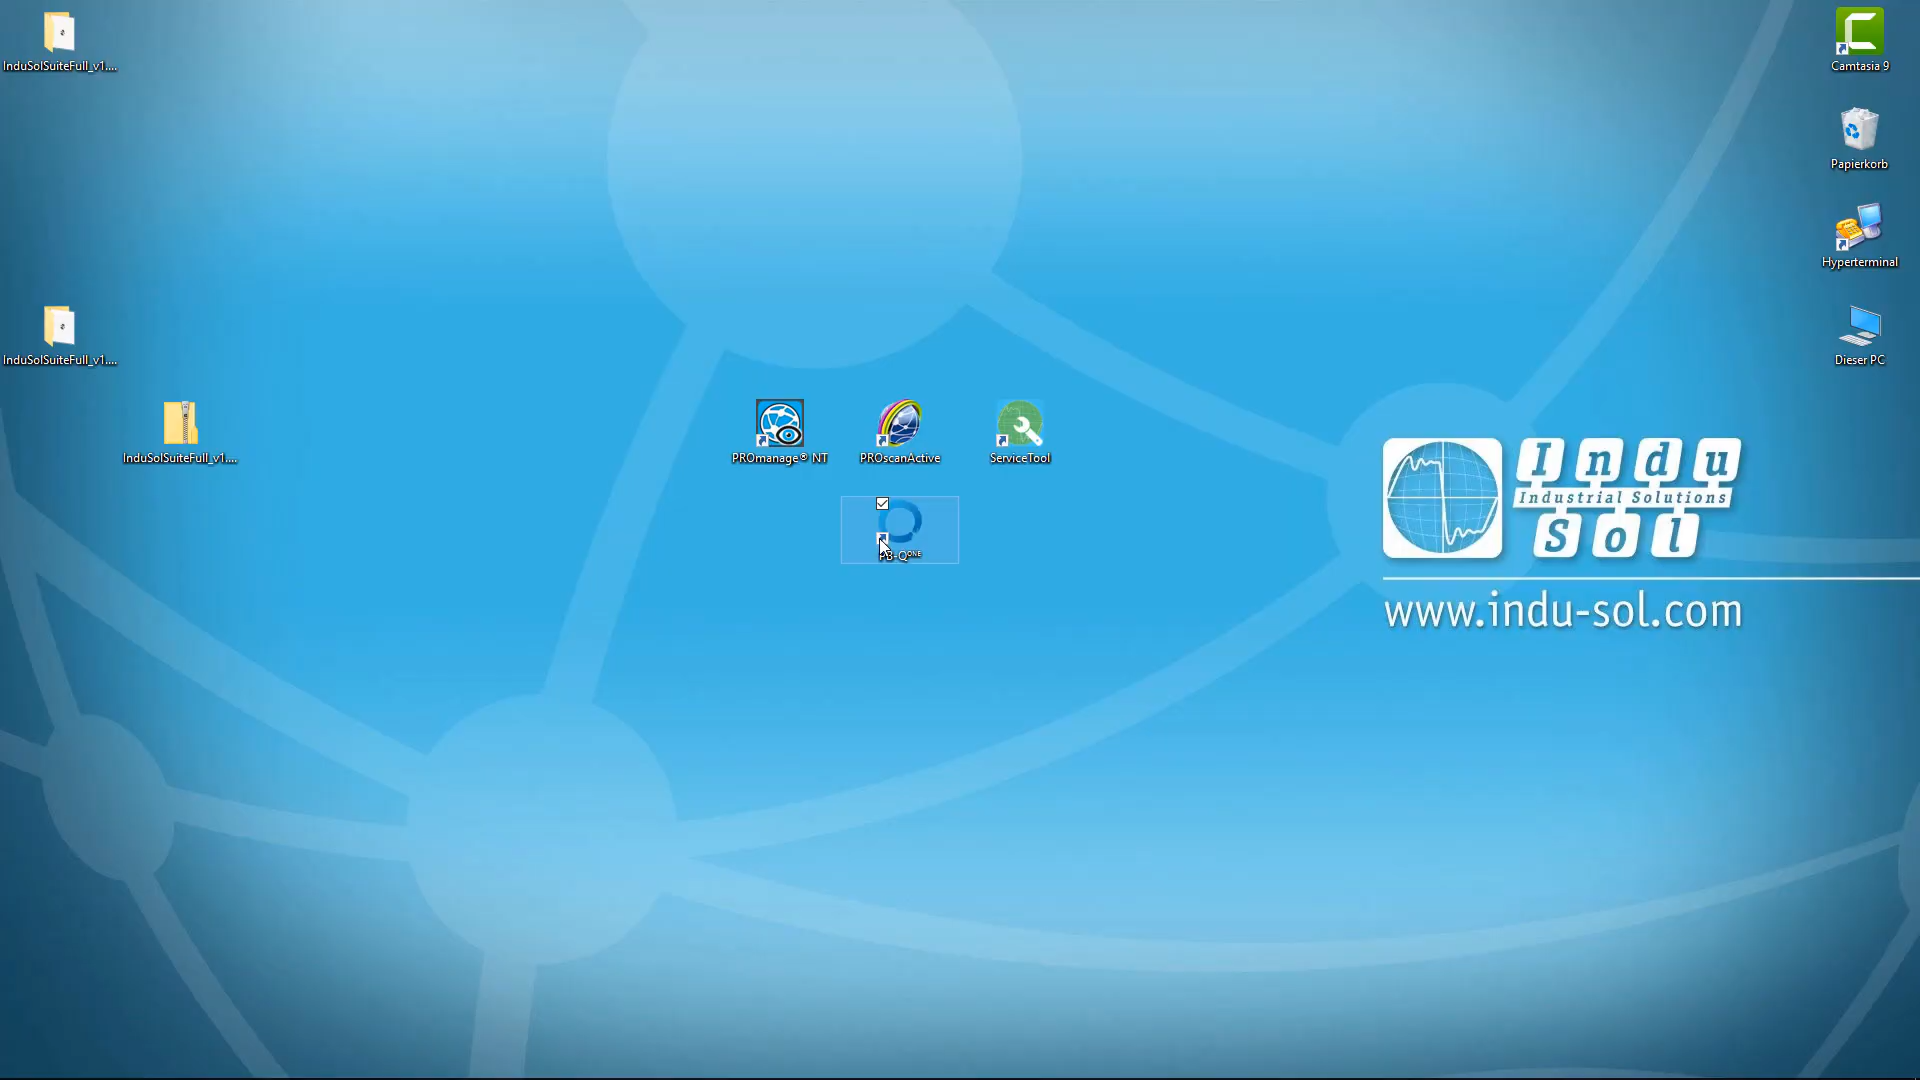 InduSolSuiteFull_v1....
Camtasia 9
Papierkorb
Hyperterminal
InduSolSuiteFull_v1....
Dieser PC
InduSolSuiteFull_v1....
PROmanage® NT
PROscanActive
ServiceTool
PB-Qᴼᴺᴱ
Indu
Industrial Solutions
Sol
www.indu-sol.com